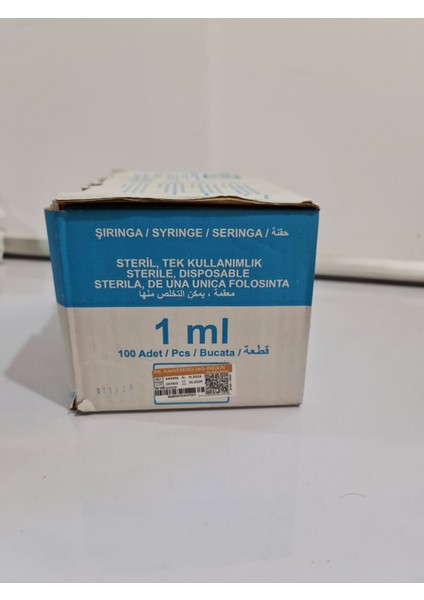 ŞIRINGA / SYRINGE / SERINGA / حقنة
STERİL, TEK KULLANIMLIK
STERILE, DISPOSABLE
STERILA, DE UNA UNICA FOLOSINTA
معقمة ، يمكن التخلص منها
1 ml
100 Adet / Pcs / Bucata / قطعة